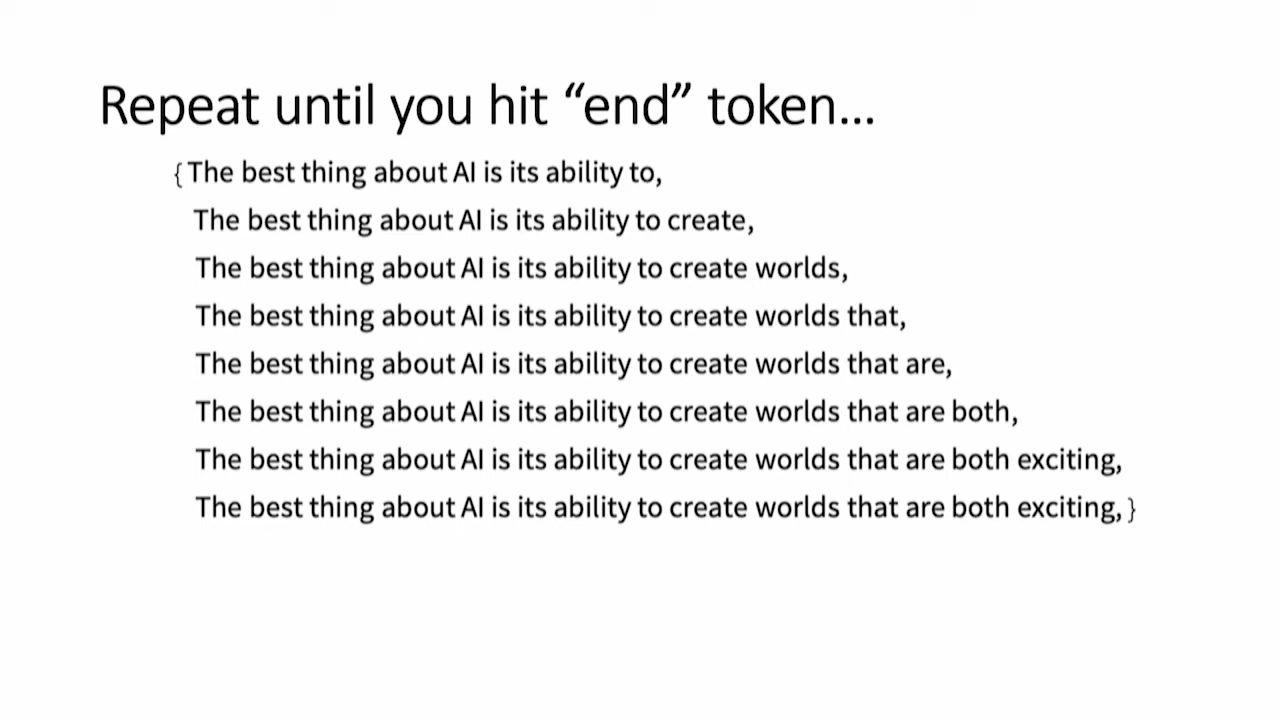 Repeat until you hit “end” token...
{The best thing about AI is its ability to,
The best thing about AI is its ability to create,
The best thing about AI is its ability to create worlds,
The best thing about AI is its ability to create worlds that,
The best thing about AI is its ability to create worlds that are,
The best thing about AI is its ability to create worlds that are both,
The best thing about AI is its ability to create worlds that are both exciting,
The best thing about AI is its ability to create worlds that are both exciting,}